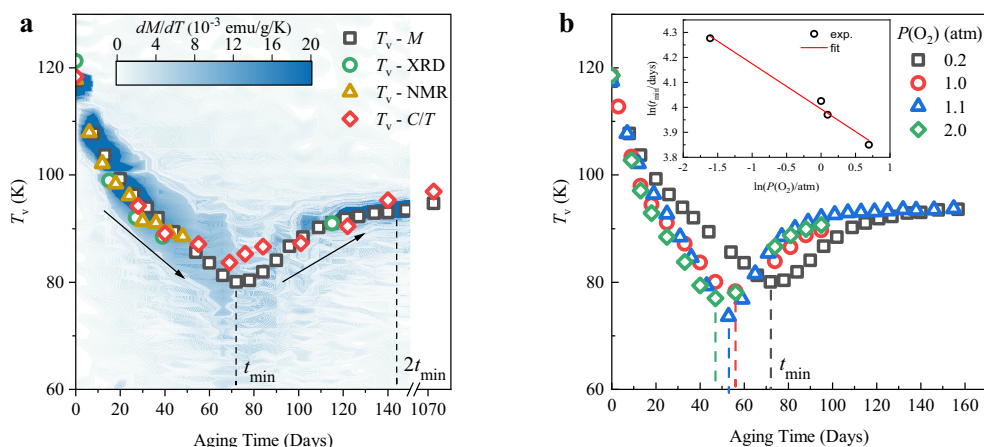 a
dM/dT [10⁻³ emu/g/K]
0 4 8 12 16 20
Tᵥ - M
Tᵥ - XRD
Tᵥ - NMR
Tᵥ - C/T
120
100
80
60
Tᵥ (K)
tₘᵢₙ
2tₘᵢₙ
0 20 40 60 80 100 120 140 1070
Aging Time (Days)
b
P(O₂) (atm)
0.2
1.0
1.1
2.0
4.3
4.2
4.1
4.0
3.9
3.8
ln(tₘᵢₙ/days)
exp.
fit
-2.0 -1.5 -1.0 -0.5 0.0 0.5 1.0
ln(P(O₂)/atm)
120
100
80
60
Tᵥ (K)
tₘᵢₙ
0 20 40 60 80 100 120 140 160
Aging Time (Days)